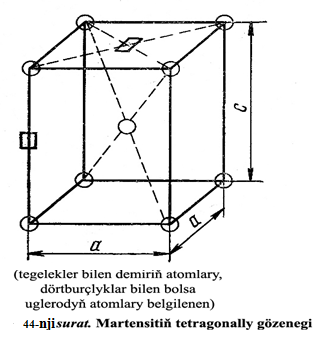 c
a
a
(tegelekler bilen demiriň atomlary,
dörtburçlyklar bilen bolsa
uglerodyň atomlary belgilenen)
44-nji surat. Martensitiň tetragonally gözenegi